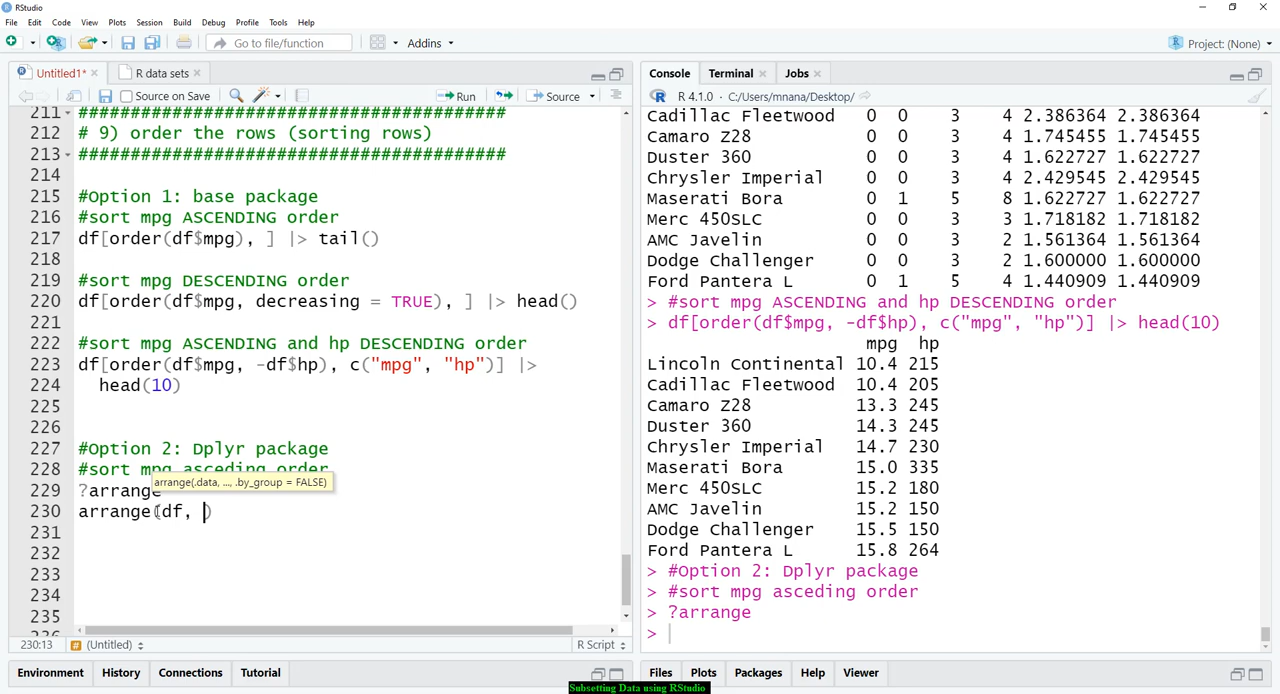 RStudio
File Edit Code View Plots Session Build Debug Profile Tools Help
Go to file/function Addins Project: (None)
Untitled1* R data sets
Source on Save Run Source
211 #########################################
212 # 9) order the rows (sorting rows)
213 #########################################
214
215 #Option 1: base package
216 #sort mpg ASCENDING order
217 df[order(df$mpg), ] |> tail()
218
219 #sort mpg DESCENDING order
220 df[order(df$mpg, decreasing = TRUE), ] |> head()
221
222 #sort mpg ASCENDING and hp DESCENDING order
223 df[order(df$mpg, -df$hp), c("mpg", "hp")] |>
224 head(10)
225
226
227 #Option 2: Dplyr package
228 #sort mpg asceding order
arrange(.data, ..., .by_group = FALSE)
229 ?arrange
230 arrange(df, )
231
232
233
234
235
236
230:13 (Untitled) R Script
Environment History Connections Tutorial
Console Terminal Jobs
R 4.1.0 · C:/Users/mnana/Desktop/
Cadillac Fleetwood 0 0 3 4 2.386364 2.386364
Camaro Z28 0 0 3 4 1.745455 1.745455
Duster 360 0 0 3 4 1.622727 1.622727
Chrysler Imperial 0 0 3 4 2.429545 2.429545
Maserati Bora 0 1 5 8 1.622727 1.622727
Merc 450SLC 0 0 3 3 1.718182 1.718182
AMC Javelin 0 0 3 2 1.561364 1.561364
Dodge Challenger 0 0 3 2 1.600000 1.600000
Ford Pantera L 0 1 5 4 1.440909 1.440909
> #sort mpg ASCENDING and hp DESCENDING order
> df[order(df$mpg, -df$hp), c("mpg", "hp")] |> head(10)
mpg hp
Lincoln Continental 10.4 215
Cadillac Fleetwood 10.4 205
Camaro Z28 13.3 245
Duster 360 14.3 245
Chrysler Imperial 14.7 230
Maserati Bora 15.0 335
Merc 450SLC 15.2 180
AMC Javelin 15.2 150
Dodge Challenger 15.5 150
Ford Pantera L 15.8 264
> #Option 2: Dplyr package
> #sort mpg asceding order
> ?arrange
>
Files Plots Packages Help Viewer
Subsetting Data using RStudio